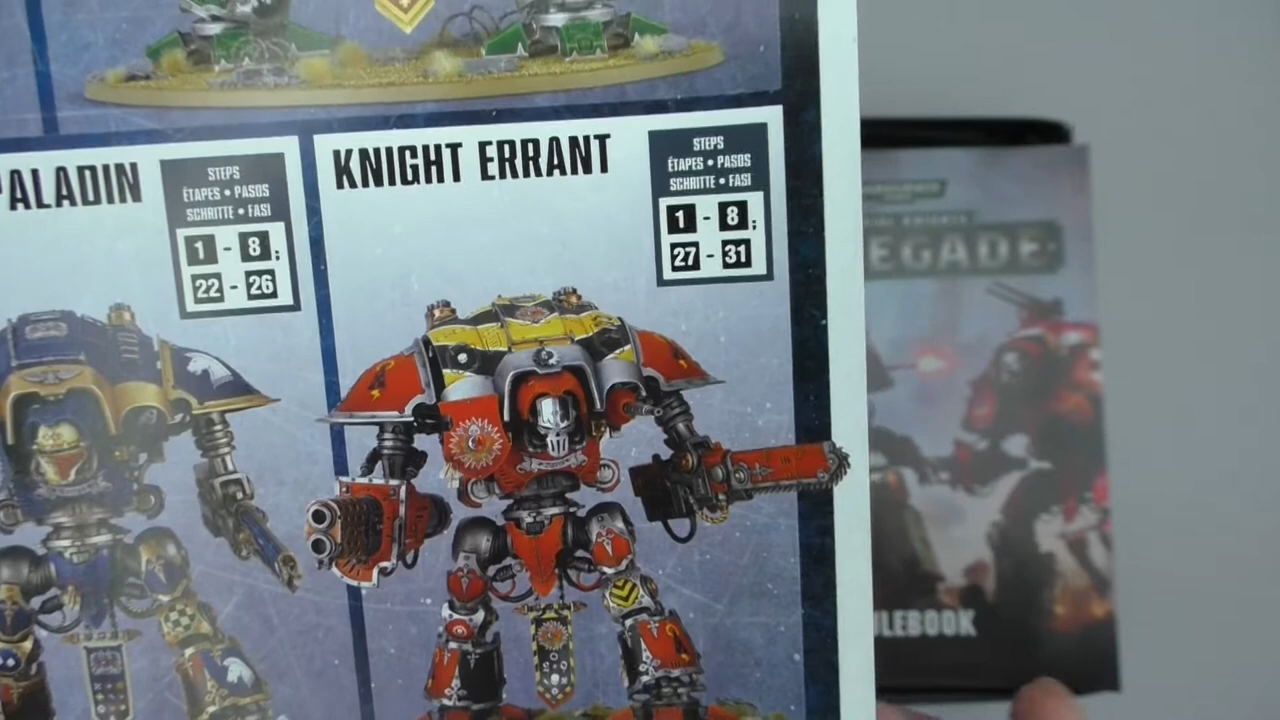 PALADIN
STEPS
ÉTAPES • PASOS
SCHRITTE • FASI
1 - 8;
22 - 26
KNIGHT ERRANT
STEPS
ÉTAPES • PASOS
SCHRITTE • FASI
1 - 8;
27 - 31
EGADE
ULEBOOK